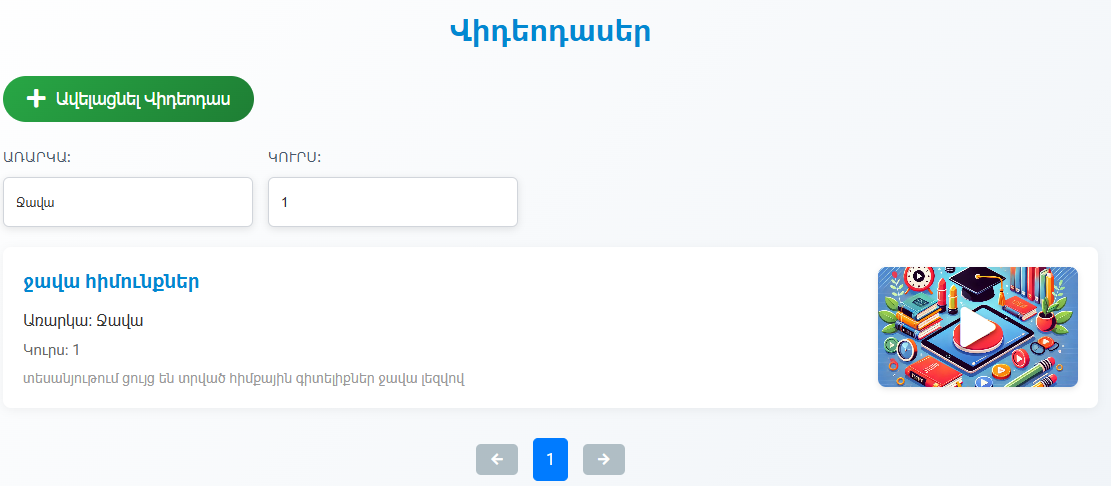 Վիդեոդասեր
Ավելացնել Վիդեոդաս
ԱՌԱՐԿԱ: ԿՈՒՐՍ:
Ջավա 1
ջավա հիմունքներ
Առարկա: Ջավա
Կուրս: 1
տեսանյութում ցույց են տրված հիմքային գիտելիքներ ջավա լեզվով
1